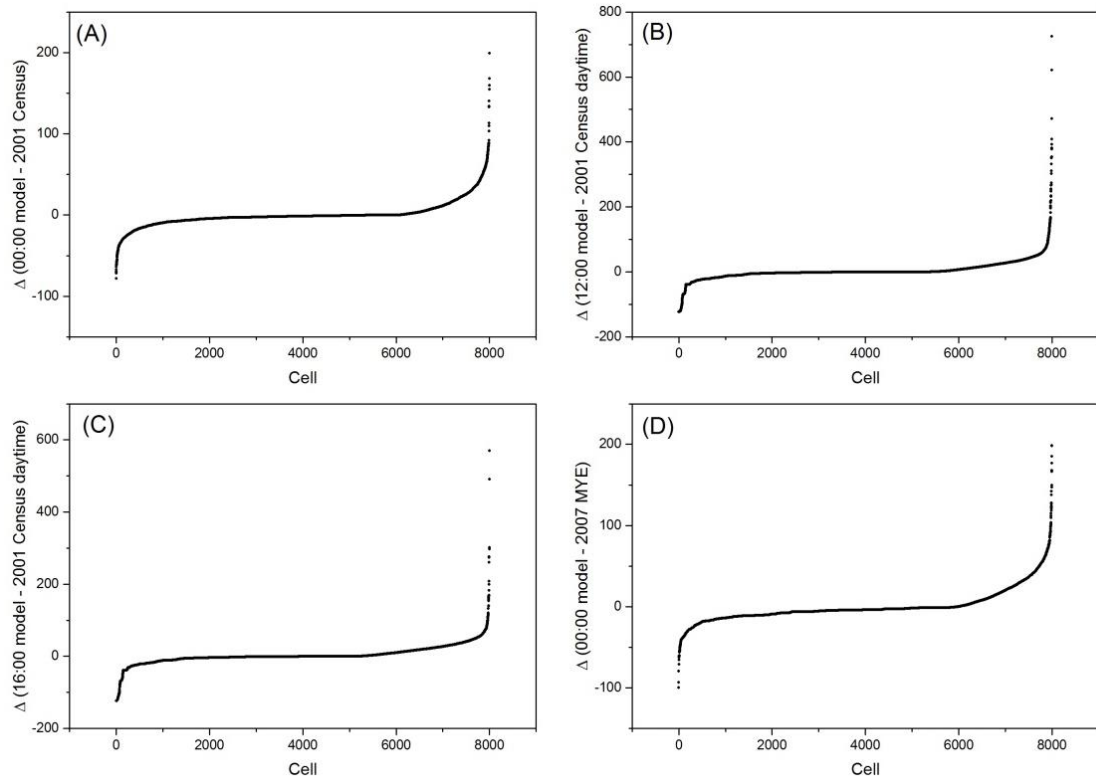 (A)
Δ (00:00 model - 2001 Census)
200
100
0
-100
0 2000 4000 6000 8000
Cell
(B)
Δ (12:00 model - 2001 Census daytime)
800
600
400
200
0
-200
0 2000 4000 6000 8000
Cell
(C)
Δ (16:00 model - 2001 Census daytime)
600
400
200
0
-200
0 2000 4000 6000 8000
Cell
(D)
Δ (00:00 model - 2007 MYE)
200
100
0
-100
0 2000 4000 6000 8000
Cell